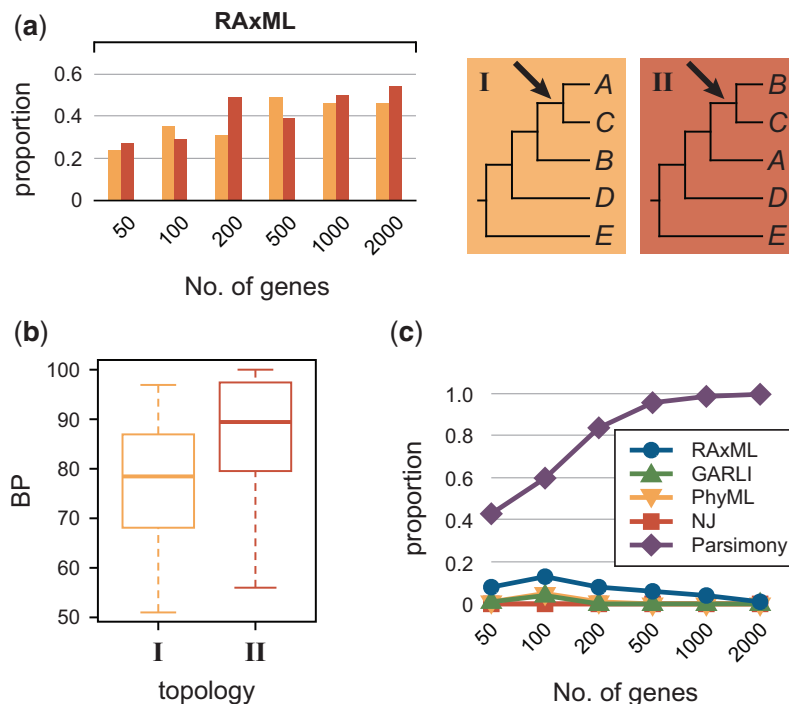 (a)
RAxML
proportion
0.6
0.4
0.2
0
50 100 200 500 1000 2000
No. of genes
I
A
C
B
D
E
II
B
C
A
D
E
(b)
BP
100
90
80
70
60
50
I II
topology
(c)
proportion
1.0
0.8
0.6
0.4
0.2
0
RAxML
GARLI
PhyML
NJ
Parsimony
50 100 200 500 1000 2000
No. of genes